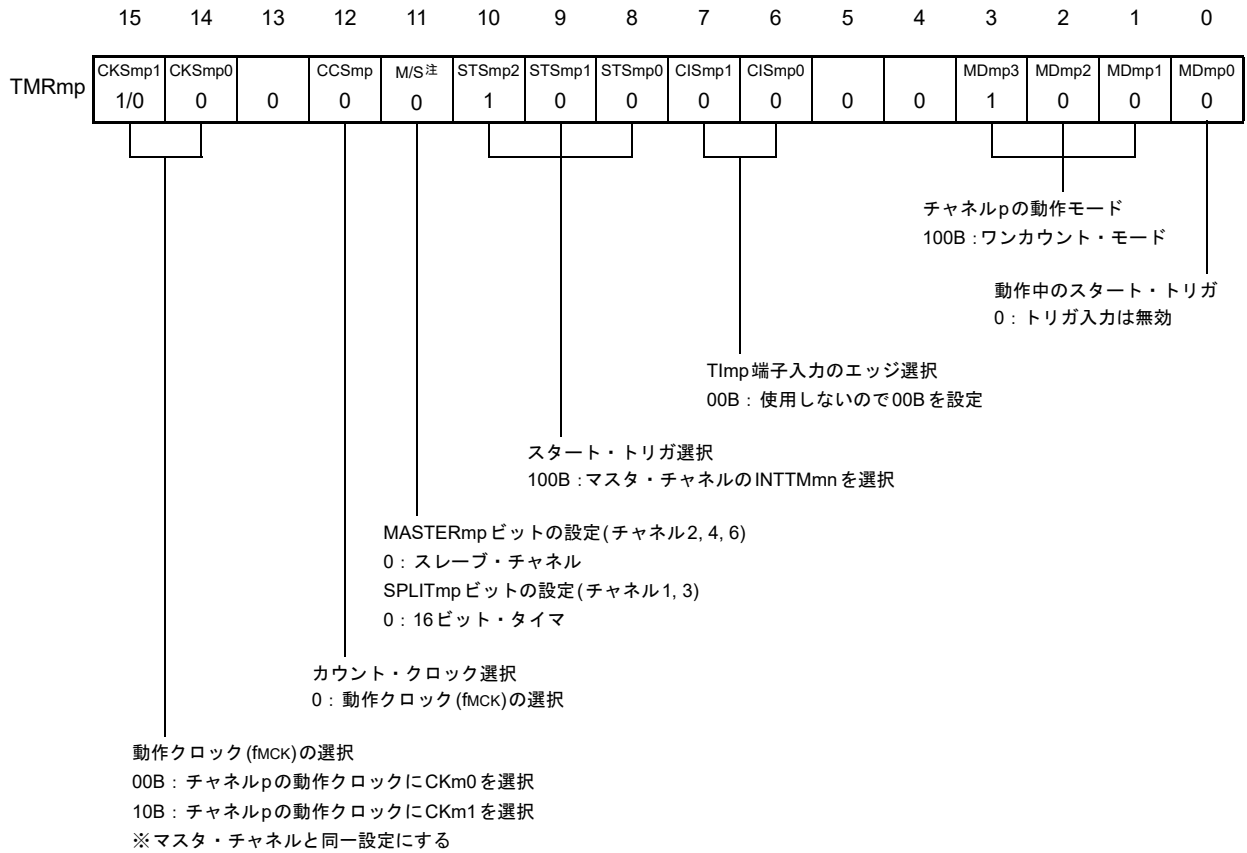 15 14 13 12 11 10 9 8 7 6 5 4 3 2 1 0
TMRmp
CKSmp1 CKSmp0 CCSmp M/S注 STSmp2 STSmp1 STSmp0 CISmp1 CISmp0 MDmp3 MDmp2 MDmp1 MDmp0
1/0 0 0 0 0 1 0 0 0 0 0 0 1 0 0 0
チャネルpの動作モード
100B：ワンカウント・モード
動作中のスタート・トリガ
0：トリガ入力は無効
TImp端子入力のエッジ選択
00B：使用しないので00Bを設定
スタート・トリガ選択
100B：マスタ・チャネルのINTTMmnを選択
MASTERmpビットの設定(チャネル2, 4, 6)
0：スレーブ・チャネル
SPLITmpビットの設定(チャネル1, 3)
0：16ビット・タイマ
カウント・クロック選択
0：動作クロック(fMCK)の選択
動作クロック(fMCK)の選択
00B：チャネルpの動作クロックにCKm0を選択
10B：チャネルpの動作クロックにCKm1を選択
※マスタ・チャネルと同一設定にする